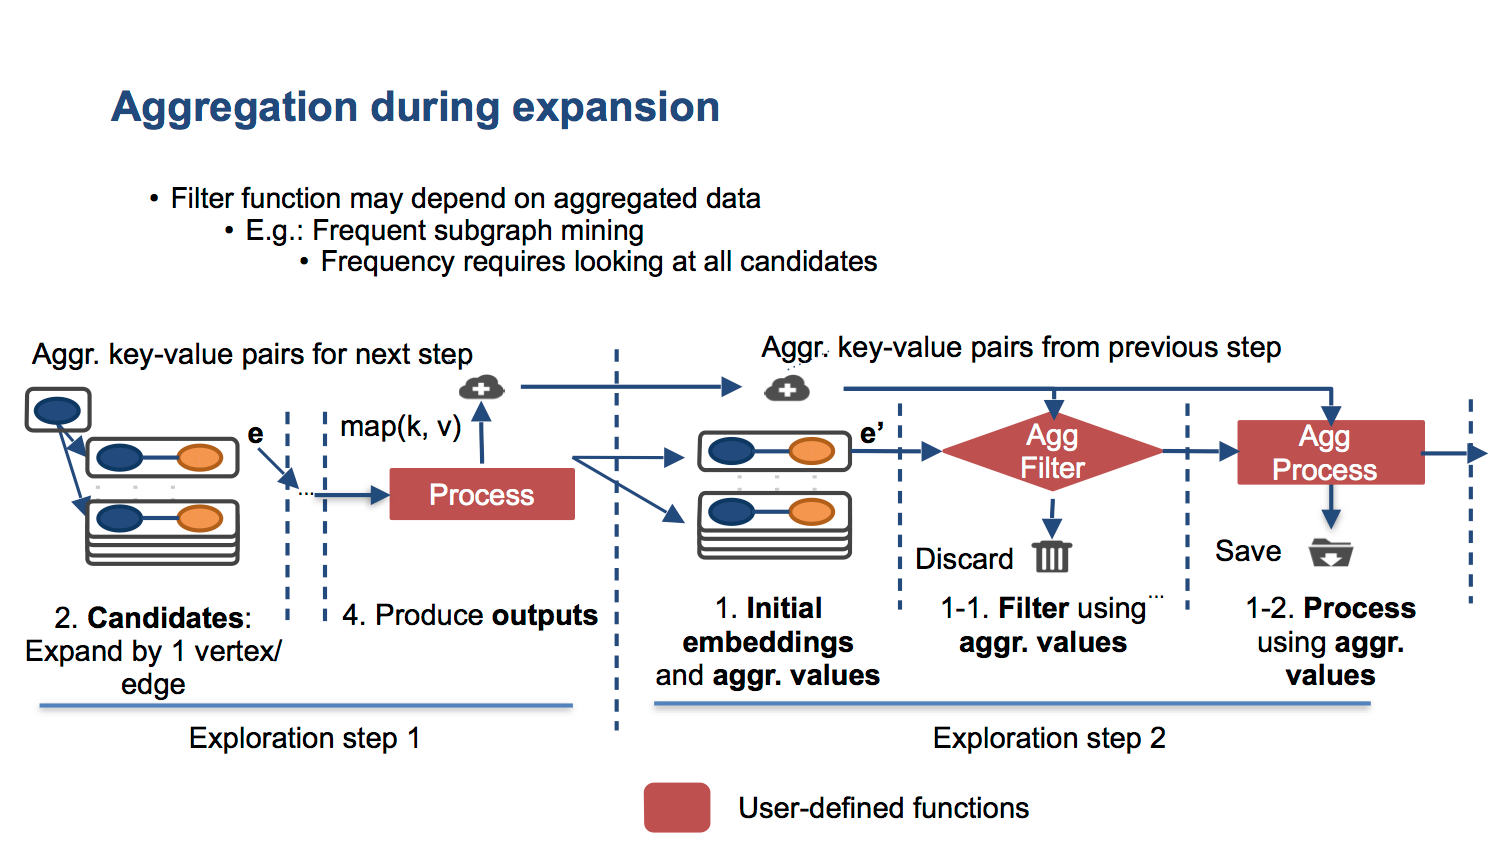 Aggregation during expansion
• Filter function may depend on aggregated data
• E.g.: Frequent subgraph mining
• Frequency requires looking at all candidates
Aggr. key-value pairs for next step
Aggr. key-value pairs from previous step
e
map(k, v)
...
Process
e’
Agg
Filter
Agg
Process
Discard
Save
2. Candidates:
Expand by 1 vertex/
edge
4. Produce outputs
1. Initial
embeddings
and aggr. values
1-1. Filter using
...
aggr. values
1-2. Process
using aggr.
values
Exploration step 1
Exploration step 2
User-defined functions